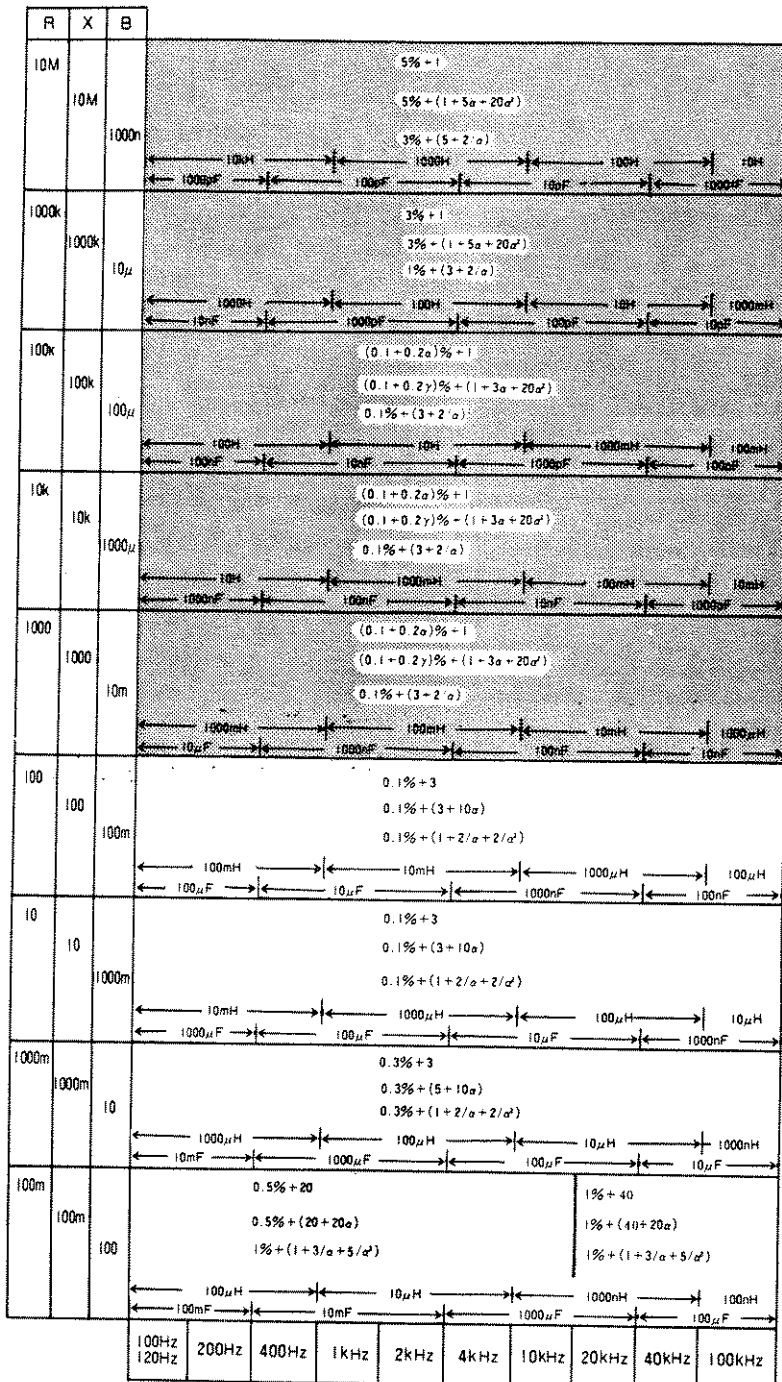 R X B
10M 10M 1000n
5%+1
5%+(1+5α+20α²)
3%+(5+2/α)
10kH 1000H 100H 10H
1000pF 100pF 10pF 1000fF
1000k 1000k 10μ
3%+1
3%+(1+5α+20α²)
1%+(3+2/α)
1000H 100H 10H 1000mH
10nF 1000pF 100pF 10pF
100k 100k 100μ
(0.1+0.2α)%+1
(0.1+0.2γ)%+(1+3α+20α²)
0.1%+(3+2/α)
100H 10H 1000mH 100mH
100nF 10nF 1000pF 100pF
10k 10k 1000μ
(0.1+0.2α)%+1
(0.1+0.2γ)%+(1+3α+20α²)
0.1%+(3+2/α)
10H 1000mH 100mH 10mH
1000nF 100nF 10nF 1000pF
1000 1000 10m
(0.1+0.2α)%+1
(0.1+0.2γ)%+(1+3α+20α²)
0.1%+(3+2/α)
1000mH 100mH 10mH 1000μH
10μF 1000nF 100nF 10nF
100 100 100m
0.1%+3
0.1%+(3+10α)
0.1%+(1+2/α+2/α²)
100mH 10mH 1000μH 100μH
100μF 10μF 1000nF 100nF
10 10 1000m
0.1%+3
0.1%+(3+10α)
0.1%+(1+2/α+2/α²)
10mH 1000μH 100μH 10μH
1000μF 100μF 10μF 1000nF
1000m 1000m 10
0.3%+3
0.3%+(5+10α)
0.3%+(1+2/α+2/α²)
1000μH 100μH 10μH 1000nH
10mF 1000μF 100μF 10μF
100m 100m 100
0.5%+20 1%+40
0.5%+(20+20α) 1%+(40+20α)
1%+(1+3/α+5/α²) 1%+(1+3/α+5/α²)
100μH 10μH 1000nH 100nH
100mF 10mF 1000μF 100μF
100Hz 200Hz 400Hz 1kHz 2kHz 4kHz 10kHz 20kHz 40kHz 100kHz
120Hz